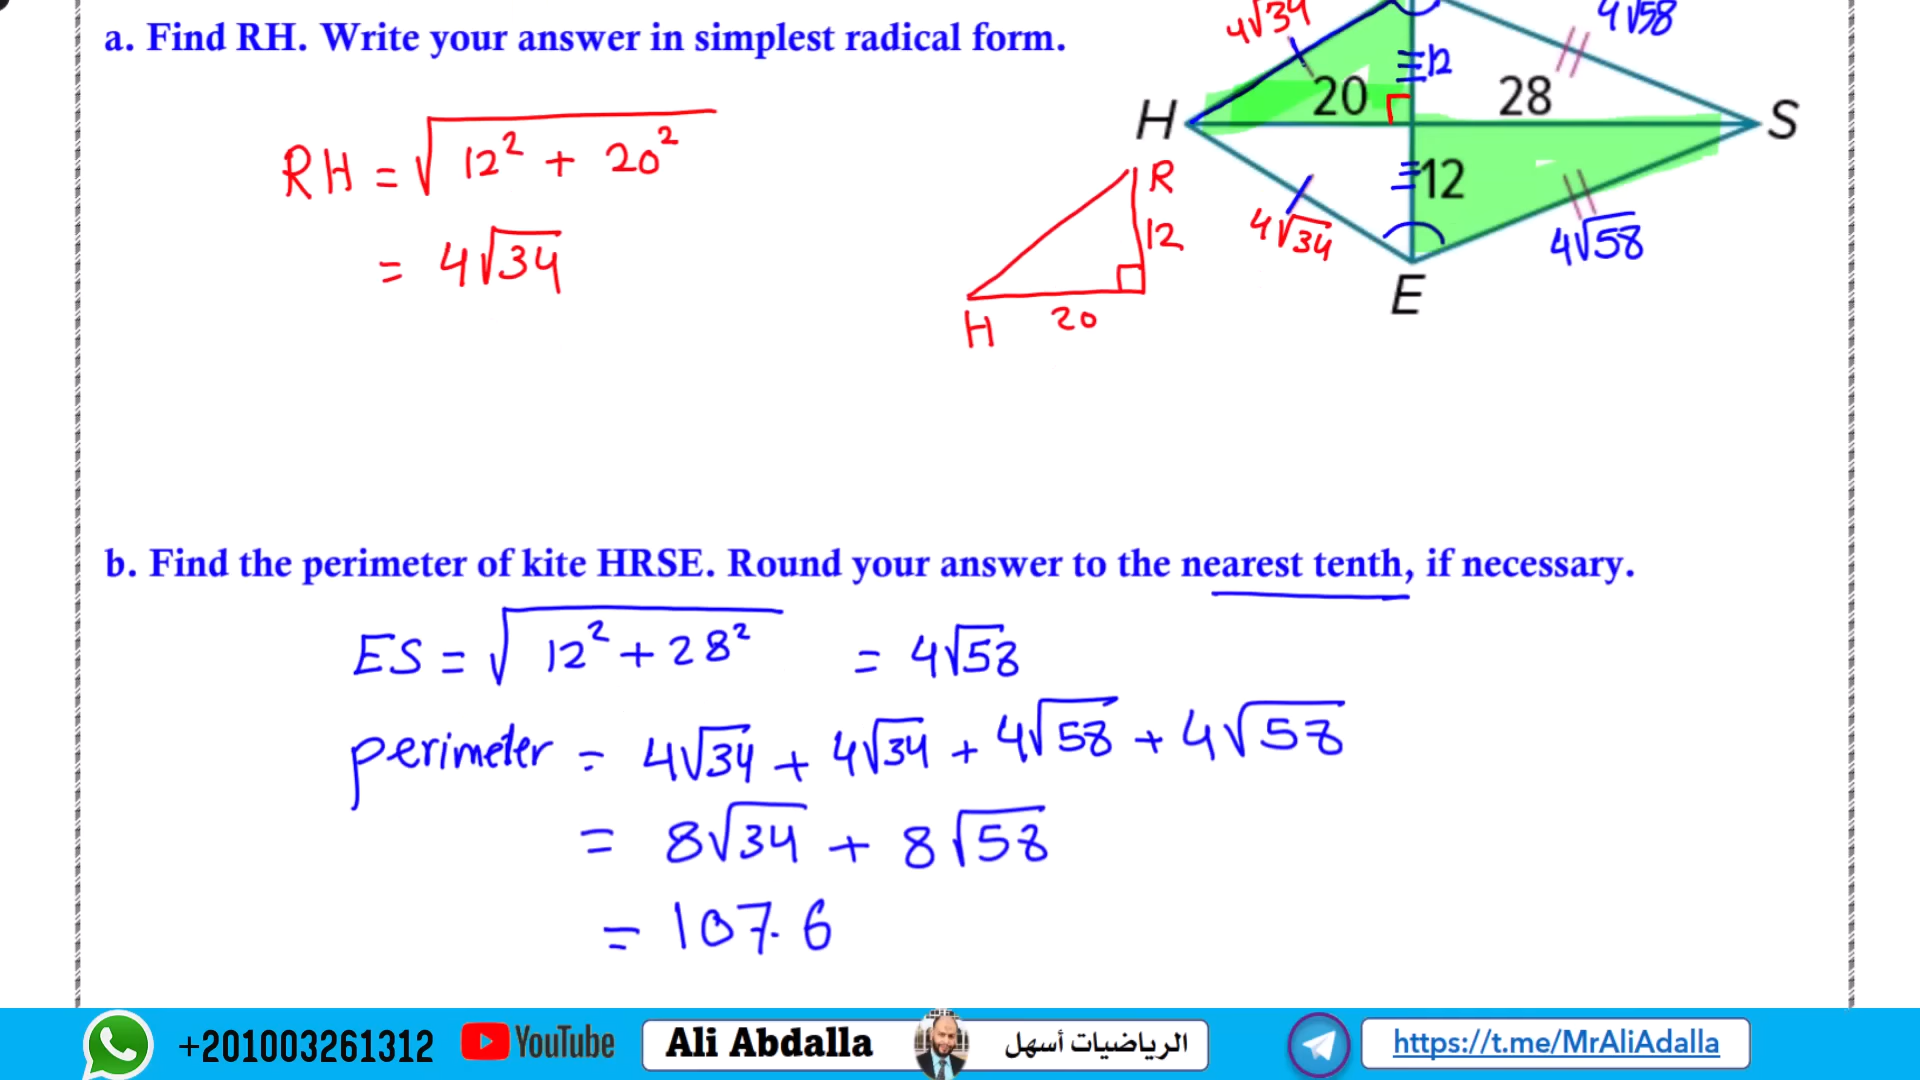 a. Find RH. Write your answer in simplest radical form.
4√34
4√58
12
20
28
H
S
RH = √12² + 20²
12
R
= 4√34
12
4√34
4√58
E
H
20
b. Find the perimeter of kite HRSE. Round your answer to the nearest tenth, if necessary.
ES = √12² + 28² = 4√58
perimeter = 4√34 + 4√34 + 4√58 + 4√58
= 8√34 + 8√58
= 107.6
+201003261312 YouTube Ali Abdalla الرياضيات أسهل https://t.me/MrAliAdalla